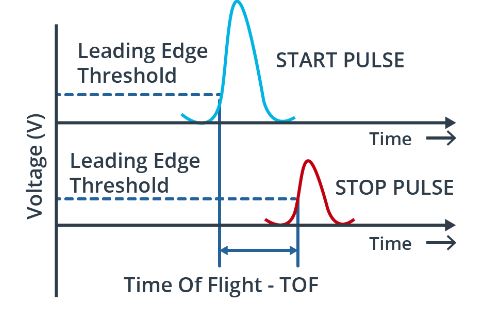 Leading Edge
Threshold
START PULSE
Time
Voltage (V)
Leading Edge
Threshold
STOP PULSE
Time
Time Of Flight - TOF